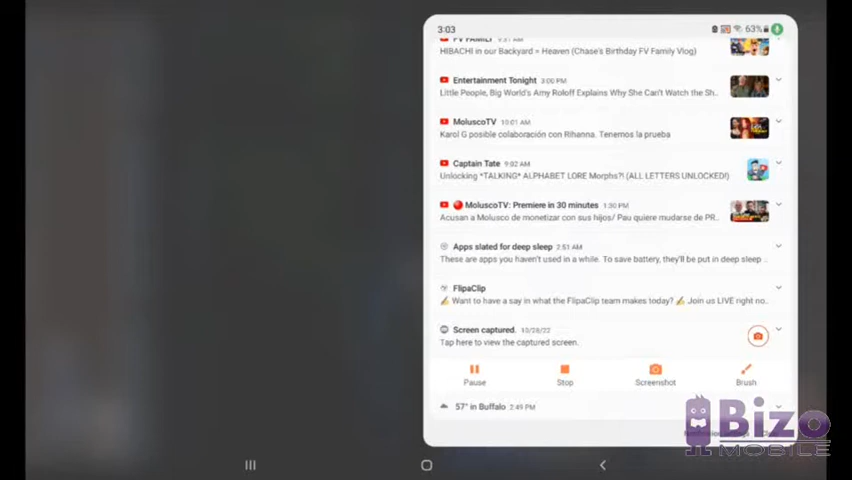 3:03
63%
FV FAMILY 9:31 AM
HIBACHI in our Backyard = Heaven (Chase's Birthday FV Family Vlog)
Entertainment Tonight 3:00 PM
Little People, Big World's Amy Roloff Explains Why She Can't Watch the Sh..
MoluscoTV 10:01 AM
Karol G posible colaboración con Rihanna. Tenemos la prueba
Captain Tate 9:02 AM
Unlocking *TALKING* ALPHABET LORE Morphs?! (ALL LETTERS UNLOCKED!)
🔴 MoluscoTV: Premiere in 30 minutes 1:30 PM
Acusan a Molusco de monetizar con sus hijos/ Pau quiere mudarse de PR..
Apps slated for deep sleep 2:51 AM
These are apps you haven't used in a while. To save battery, they'll be put in deep sleep ..
FlipaClip
✍️ Want to have a say in what the FlipaClip team makes today? ✍️ Join us LIVE right no...
Screen captured. 10/28/22
Tap here to view the captured screen.
Pause Stop Screenshot Brush
57° in Buffalo 2:49 PM
Bizo
MOBILE